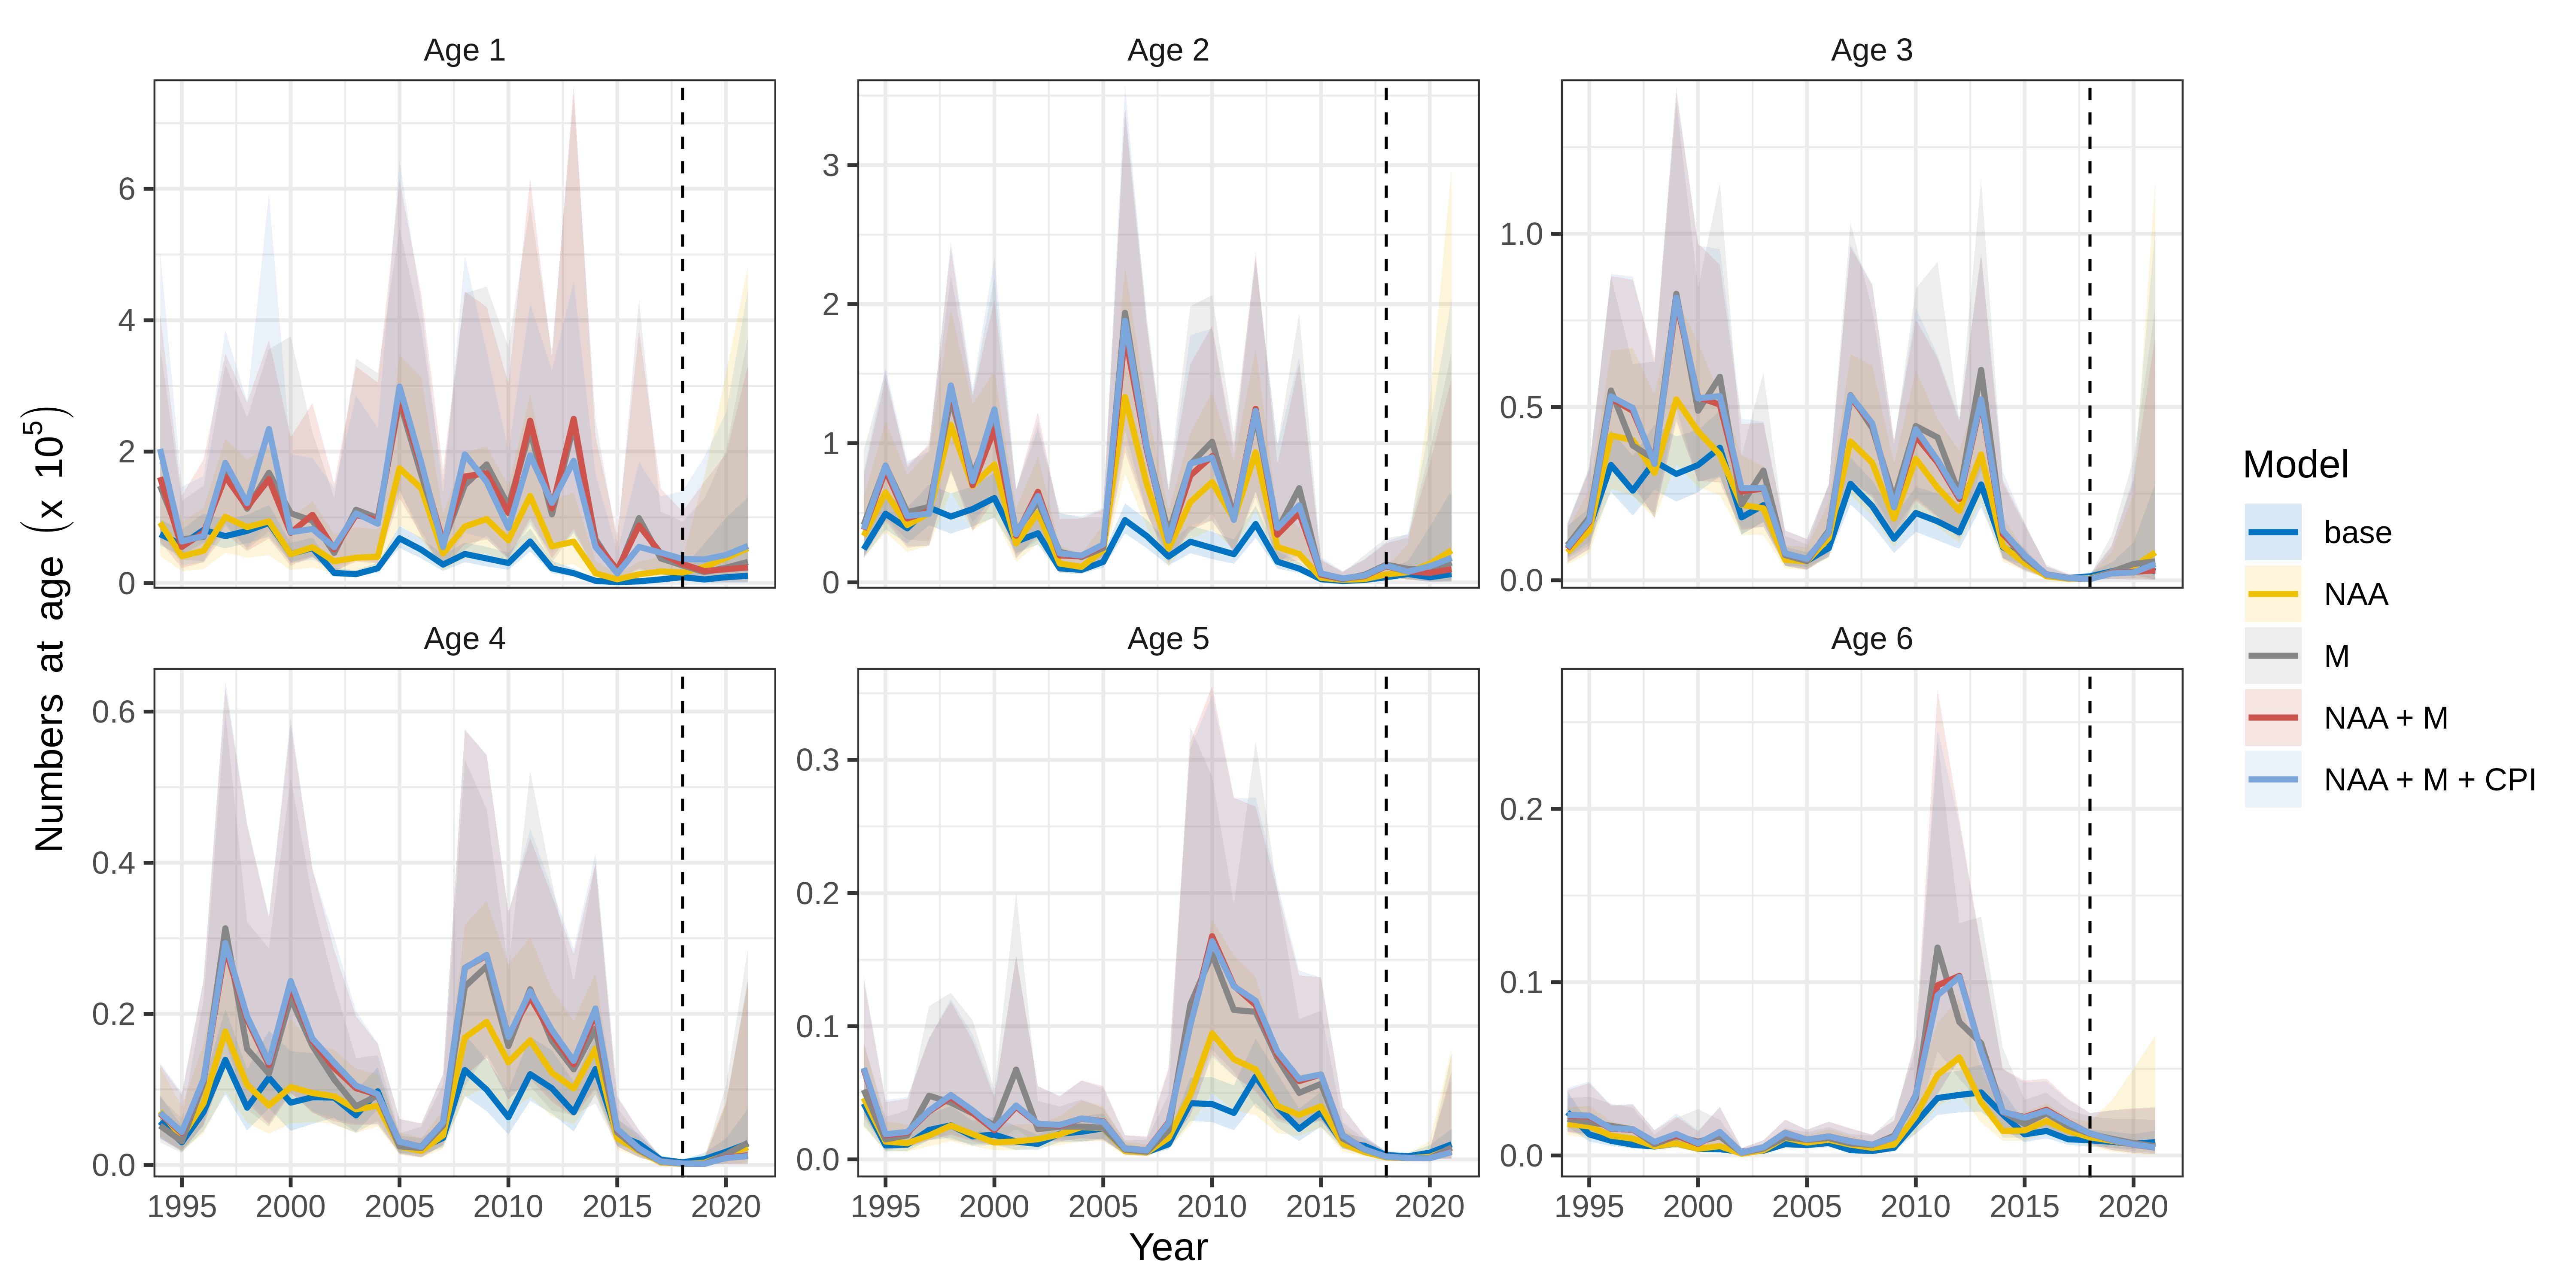 Age 1
Age 2
Age 3
6
4
2
0
3
2
1
0
1.0
0.5
0.0
Age 4
Age 5
Age 6
0.6
0.4
0.2
0.0
0.3
0.2
0.1
0.0
0.2
0.1
0.0
1995 2000 2005 2010 2015 2020
1995 2000 2005 2010 2015 2020
1995 2000 2005 2010 2015 2020
Year
Numbers at age (x 10⁵)
Model
base
NAA
M
NAA + M
NAA + M + CPI